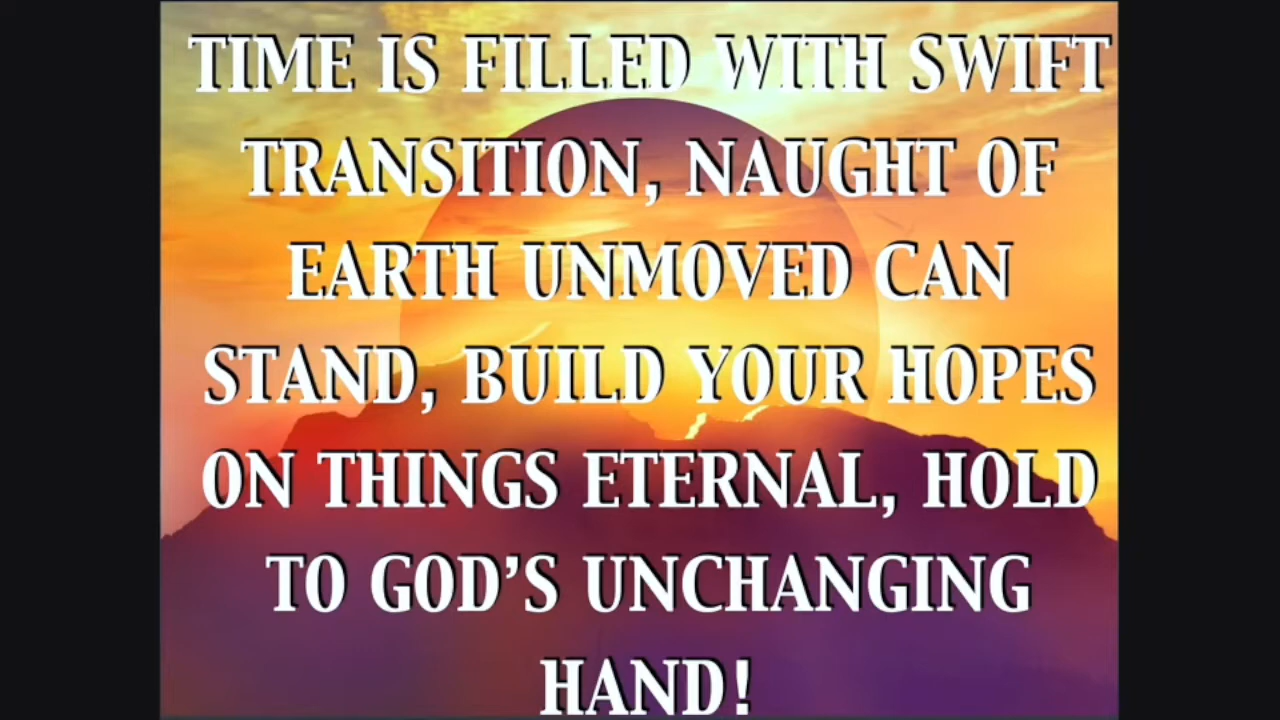 TIME IS FILLED WITH SWIFT
TRANSITION, NAUGHT OF
EARTH UNMOVED CAN
STAND, BUILD YOUR HOPES
ON THINGS ETERNAL, HOLD
TO GOD’S UNCHANGING
HAND!